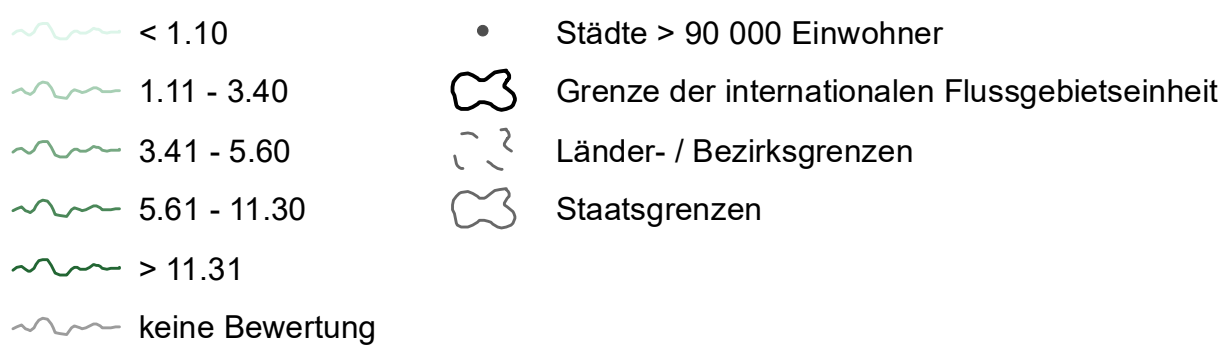 < 1.10
1.11 - 3.40
3.41 - 5.60
5.61 - 11.30
> 11.31
keine Bewertung
Städte > 90 000 Einwohner
Grenze der internationalen Flussgebietseinheit
Länder- / Bezirksgrenzen
Staatsgrenzen